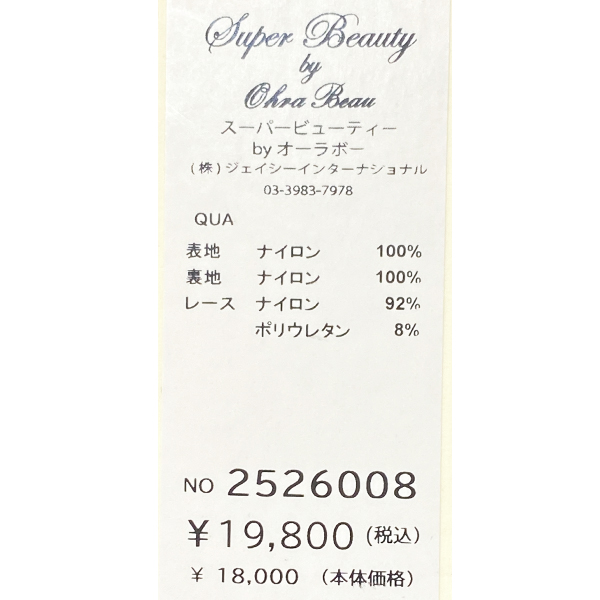 Super Beauty
by
Ohra Beau
スーパービューティー
by オーラボー
(株)ジェイシーインターナショナル
03-3983-7978
QUA
表地 ナイロン 100%
裏地 ナイロン 100%
レース ナイロン 92%
ポリウレタン 8%
NO 2526008
¥19,800 (税込)
¥ 18,000 (本体価格)